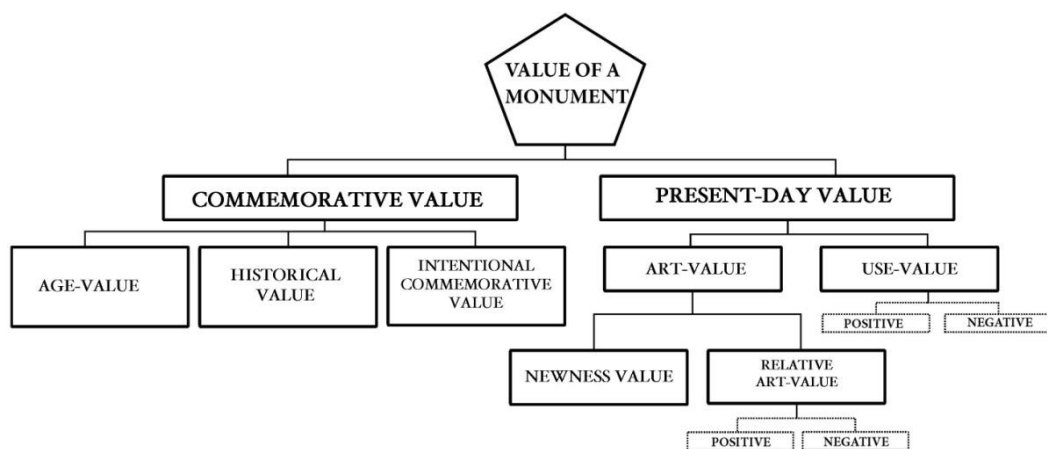 VALUE OF A
MONUMENT
COMMEMORATIVE VALUE
PRESENT-DAY VALUE
AGE-VALUE
HISTORICAL
VALUE
INTENTIONAL
COMMEMORATIVE
VALUE
ART-VALUE
USE-VALUE
POSITIVE
NEGATIVE
NEWNESS VALUE
RELATIVE
ART-VALUE
POSITIVE
NEGATIVE